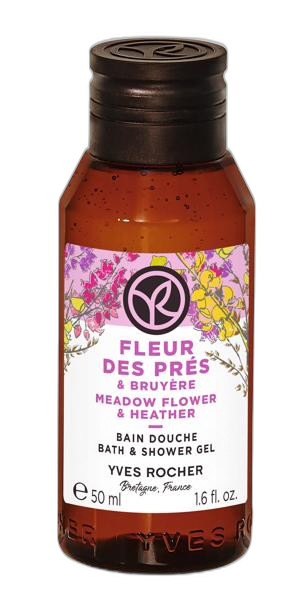 FLEUR
DES PRÉS
& BRUYÈRE
MEADOW FLOWER
& HEATHER
BAIN DOUCHE
BATH & SHOWER GEL
YVES ROCHER
Bretagne, France
℮ 50 ml 1.6 fl. oz.
YVES